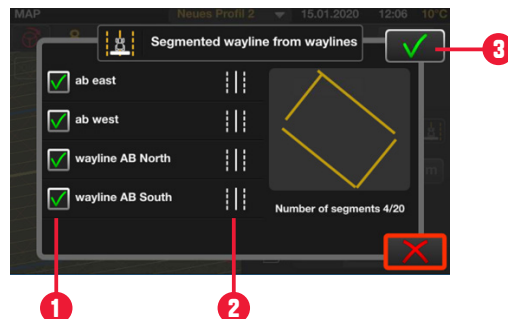 MAP Neues Profil 2 15.01.2020 12:06 10°C
Segmented wayline from waylines
3
ab east
ab west
wayline AB North
wayline AB South
Number of segments 4/20
m
1 2